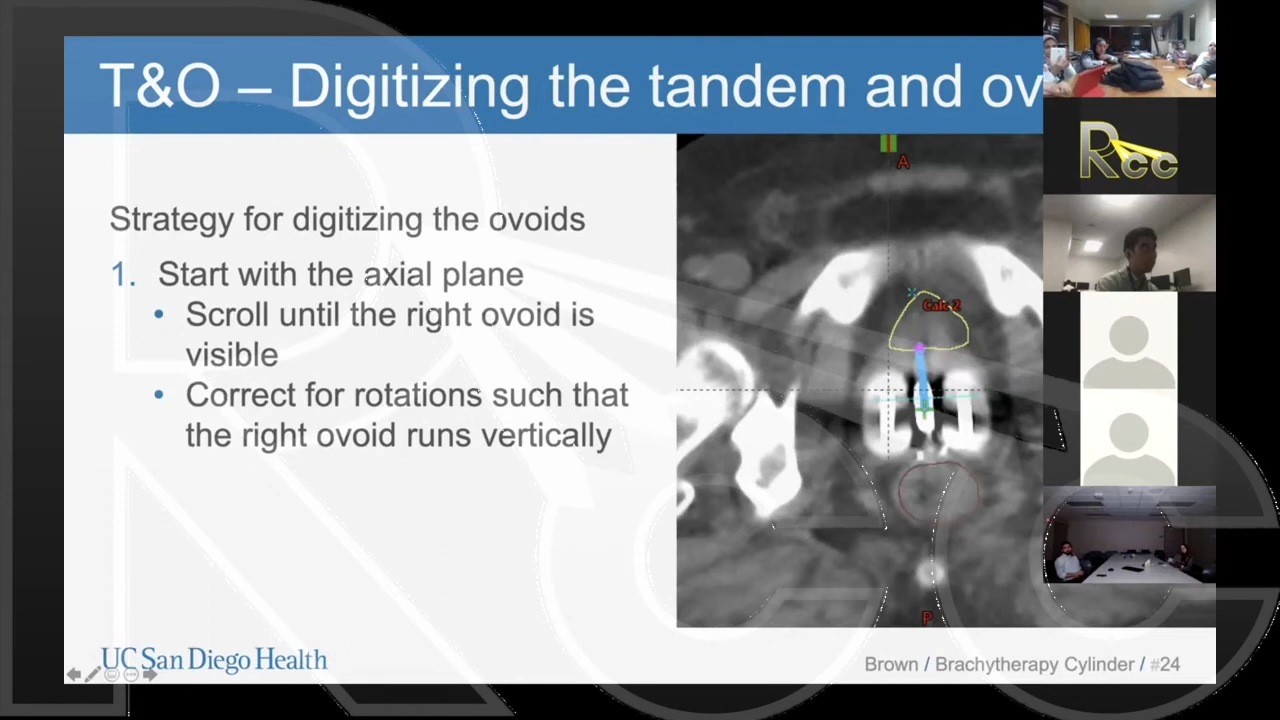 T&O – Digitizing the tandem and ov
A
Rcc
Strategy for digitizing the ovoids
1. Start with the axial plane
• Scroll until the right ovoid is
visible
• Correct for rotations such that
the right ovoid runs vertically
Calc 2
P
UC San Diego Health
Brown / Brachytherapy Cylinder / #24